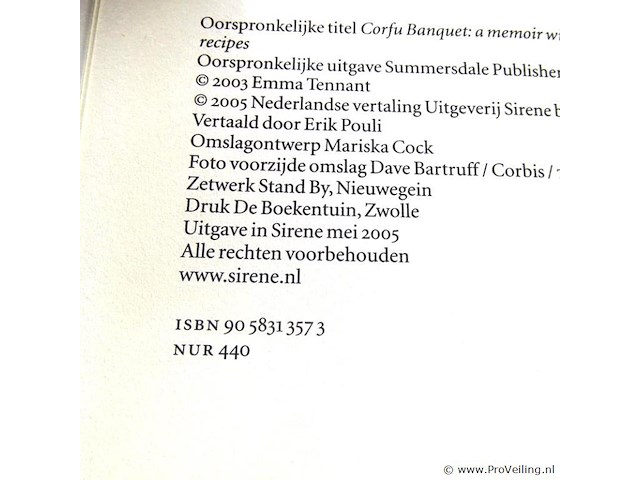 Oorspronkelijke titel Corfu Banquet: a memoir
recipes
Oorspronkelijke uitgave Summersdale
© 2003 Emma Tennant
© 2005 Nederlandse vertaling Uitgeverij Sirene
Vertaald door Erik Pouli
Omslagontwerp Mariska Cock
Foto voorzijde omslag Dave Bartruff / Corbis /
Zetwerk Stand By, Nieuwegein
Druk De Boekentuin, Zwolle
Uitgave in Sirene mei 2005
Alle rechten voorbehouden
www.sirene.nl
ISBN 90 5831 357 3
NUR 440
© www.ProVeiling.nl